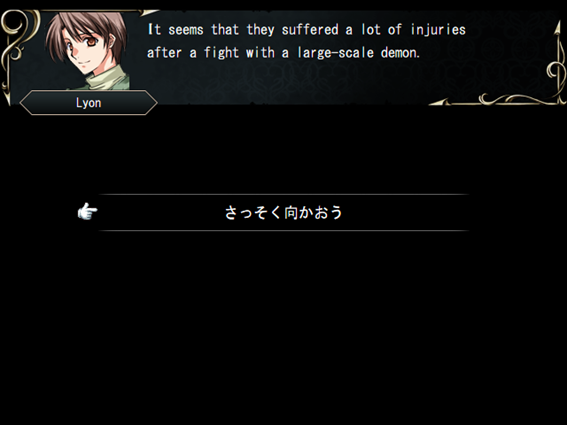 It seems that they suffered a lot of injuries
after a fight with a large-scale demon.
Lyon
さっそく向かおう